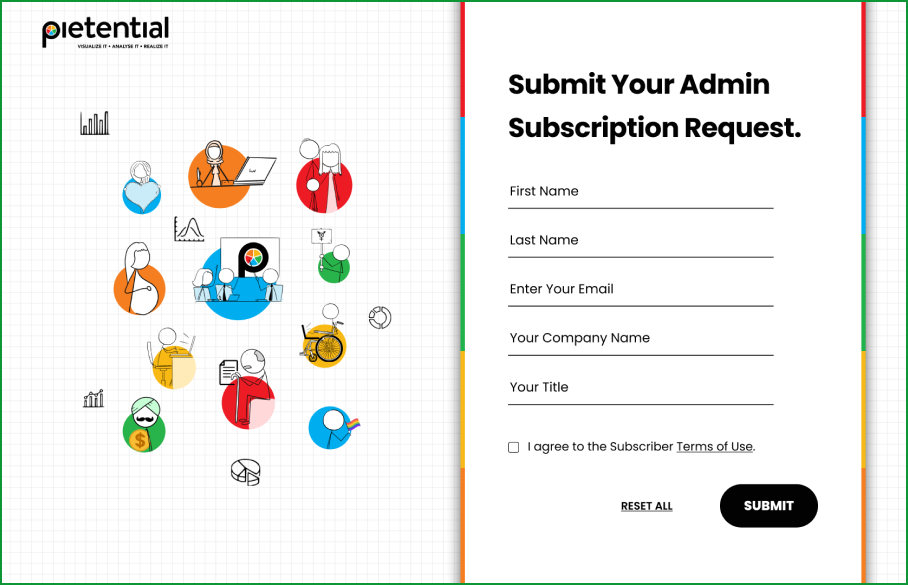 pietential
VISUALIZE IT • ANALYSE IT • REALIZE IT
Submit Your Admin
Subscription Request.
First Name
Last Name
Enter Your Email
Your Company Name
Your Title
I agree to the Subscriber Terms of Use.
RESET ALL
SUBMIT
p
$